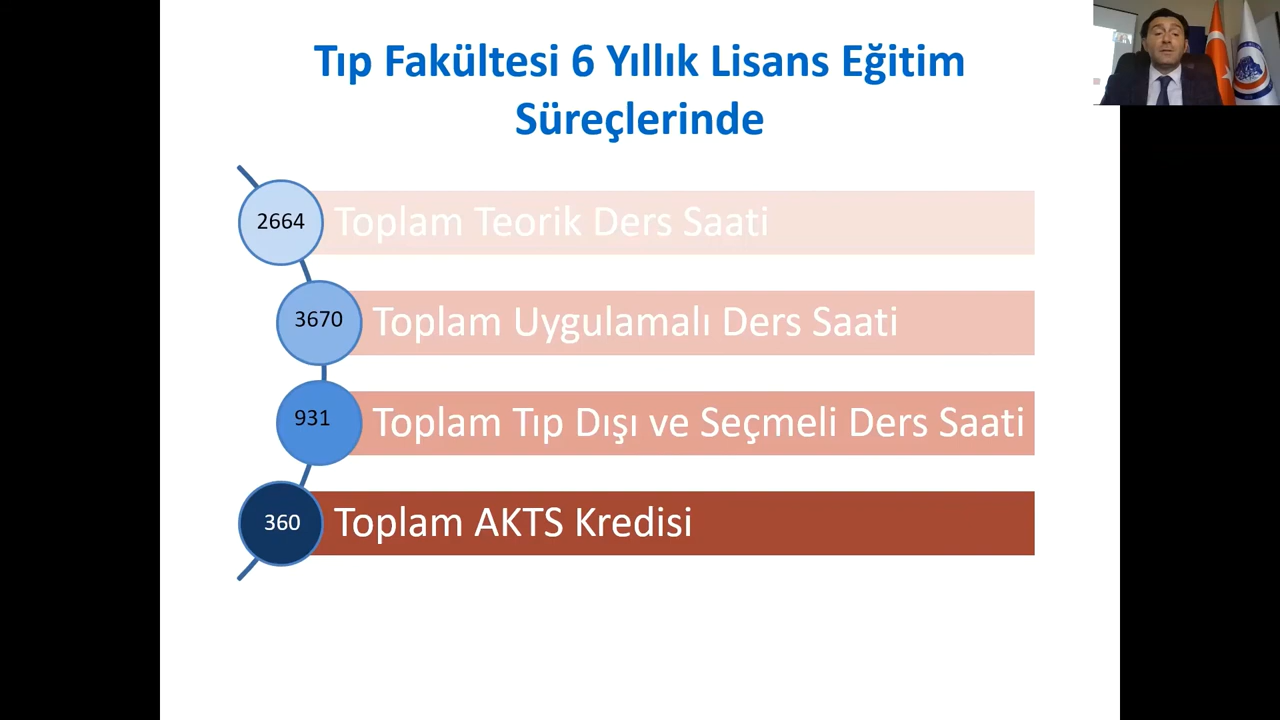 Tıp Fakültesi 6 Yıllık Lisans Eğitim
Süreçlerinde
2664 Toplam Teorik Ders Saati
3670 Toplam Uygulamalı Ders Saati
931 Toplam Tıp Dışı ve Seçmeli Ders Saati
360 Toplam AKTS Kredisi